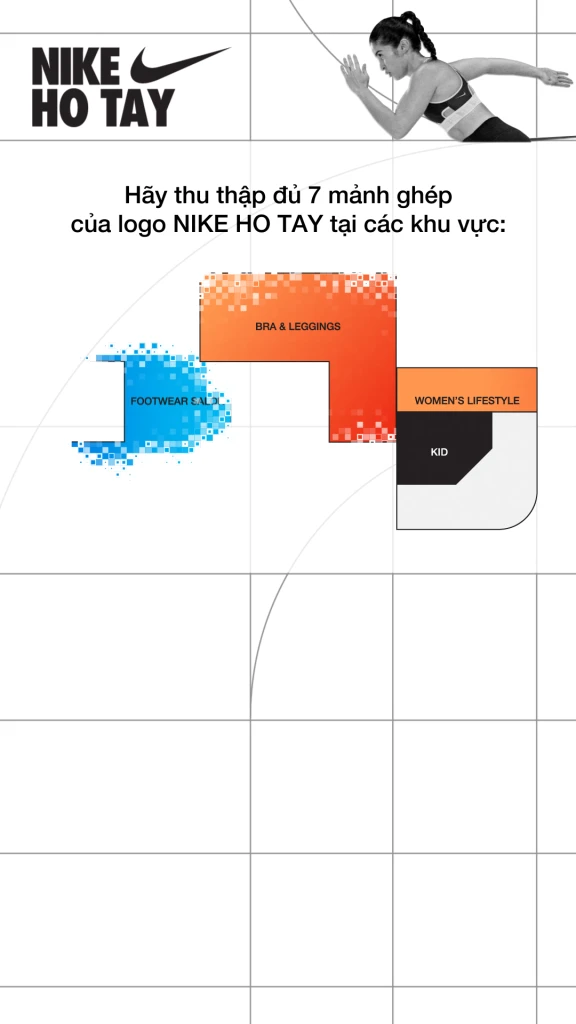 NIKE
HO TAY
Hãy thu thập đủ 7 mảnh ghép
của logo NIKE HO TAY tại các khu vực:
BRA & LEGGINGS
FOOTWEAR
WOMEN'S LIFESTYLE
KID